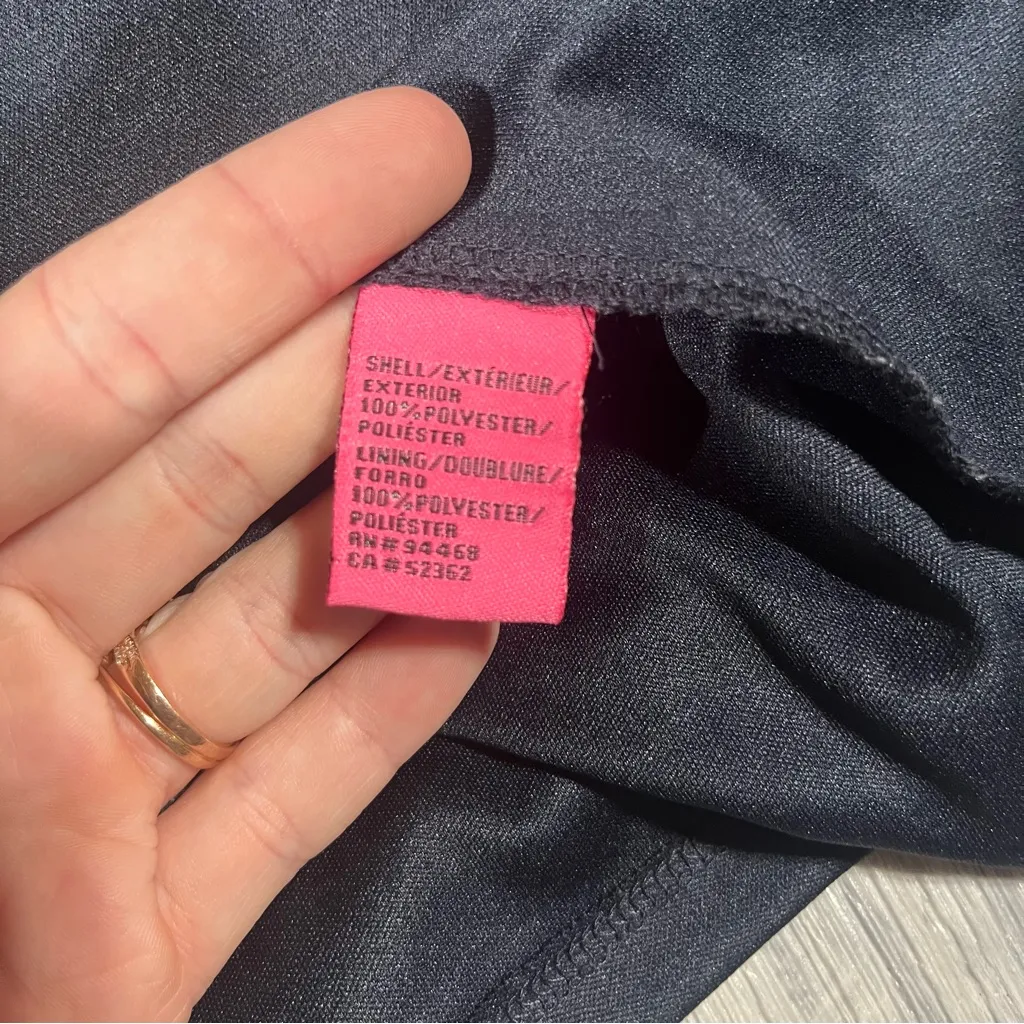 SHELL/EXTÉRIEUR/
EXTERIOR
100%POLYESTER/
POLIÉSTER
LINING/DOUBLURE/
FORRO
100%POLYESTER/
POLIÉSTER
RN#94468
CA#52362